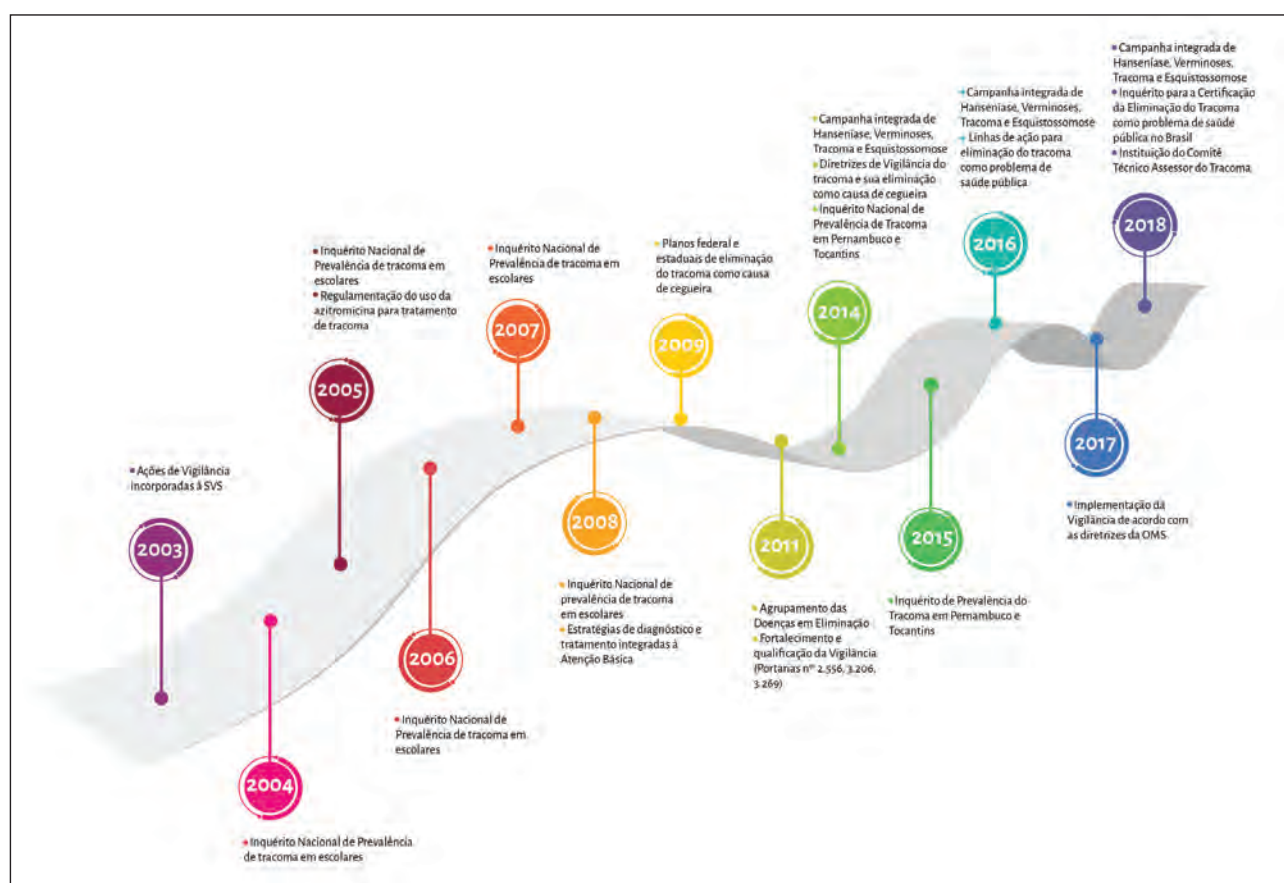 2003
• Ações de Vigilância
incorporadas à SVS
2004
• Inquérito Nacional de Prevalência
de tracoma em escolares
• Inquérito Nacional de
Prevalência de tracoma em
escolares
• Regulamentação do uso da
azitromicina para tratamento
de tracoma
2005
2006
• Inquérito Nacional de
Prevalência de tracoma em
escolares
• Inquérito Nacional de
Prevalência de tracoma em
escolares
2007
2008
• Inquérito Nacional de
prevalência de tracoma
em escolares
• Estratégias de diagnóstico e
tratamento integradas à
Atenção Básica
• Planos federal e
estaduais de eliminação
do tracoma como causa
de cegueira
2009
2011
• Agrupamento das
Doenças em Eliminação
• Fortalecimento e
qualificação da Vigilância
(Portarias nºˢ 2.556, 3.206,
3.269)
• Campanha integrada de
Hanseníase, Verminoses,
Tracoma e Esquistossomose
• Diretrizes de Vigilância do
tracoma e sua eliminação
como causa de cegueira
• Inquérito Nacional de
Prevalência de Tracoma
em Pernambuco e
Tocantins
2014
2015
• Inquérito de Prevalência do
Tracoma em Pernambuco e
Tocantins
• Campanha integrada de
Hanseníase, Verminoses,
Tracoma e Esquistossomose
• Linhas de ação para
eliminação do tracoma
como problema de
saúde pública
2016
2017
• Implementação da
Vigilância de acordo com
as diretrizes da OMS
• Campanha integrada de
Hanseníase, Verminoses,
Tracoma e Esquistossomose
• Inquérito para a Certificação
da Eliminação do Tracoma
como problema de saúde
pública no Brasil
• Instituição do Comitê
Técnico Assessor do Tracoma
2018